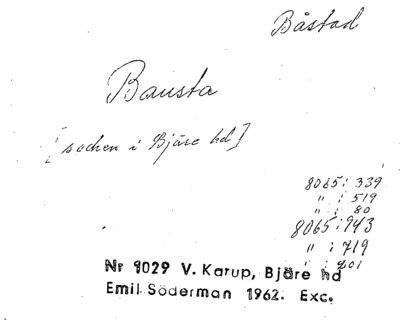 Båstad
Bausta
[socken i Bjäre hd]
8065: 339
" : 519
" : 80
8065: 943
" : 719
" : 201
Nr 9029 V. Karup, Bjäre hd
Emil Söderman 1962. Exc.